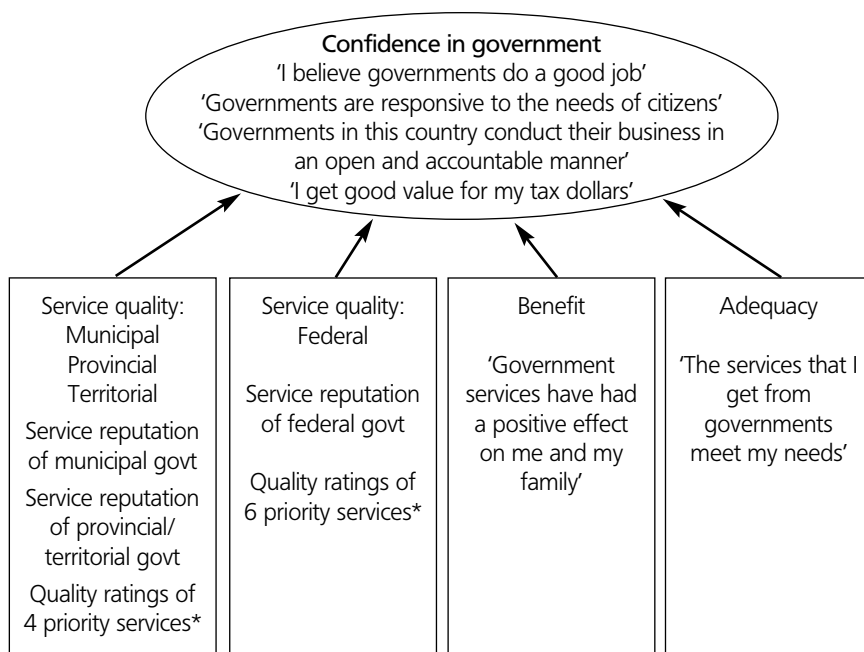 Confidence in government
‘I believe governments do a good job’
‘Governments are responsive to the needs of citizens’
‘Governments in this country conduct their business in
an open and accountable manner’
‘I get good value for my tax dollars’
Service quality:
Municipal
Provincial
Territorial
Service reputation
of municipal govt
Service reputation
of provincial/
territorial govt
Quality ratings of
4 priority services*
Service quality:
Federal
Service reputation
of federal govt
Quality ratings of
6 priority services*
Benefit
‘Government
services have had
a positive effect
on me and my
family’
Adequacy
‘The services that I
get from
governments
meet my needs’